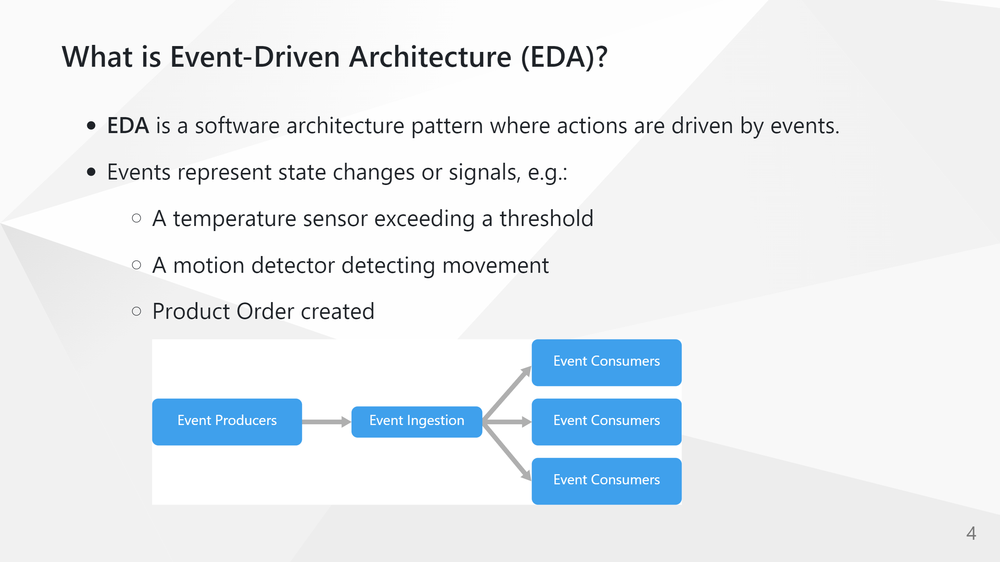 What is Event-Driven Architecture (EDA)?
● EDA is a software architecture pattern where actions are driven by events.
● Events represent state changes or signals, e.g.:
○ A temperature sensor exceeding a threshold
○ A motion detector detecting movement
○ Product Order created
Event Producers
Event Ingestion
Event Consumers
Event Consumers
Event Consumers
4